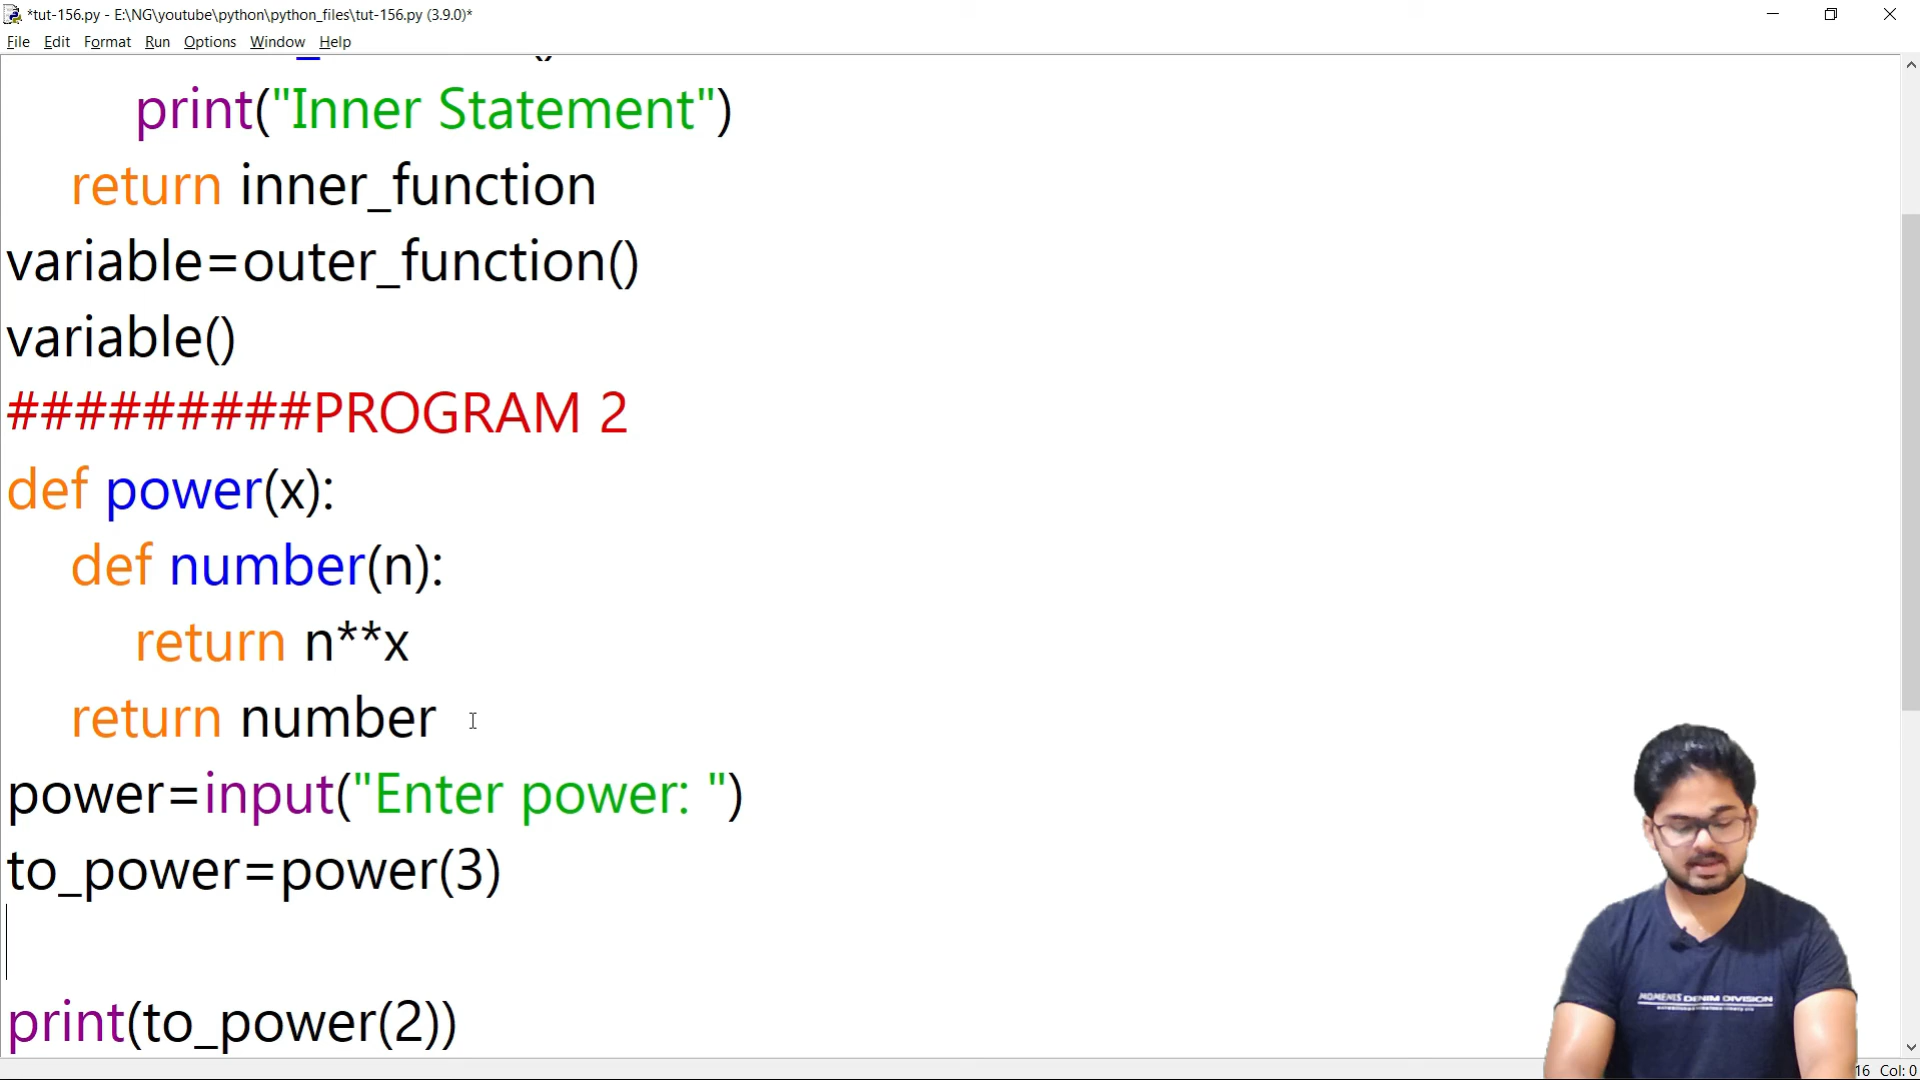 *tut-156.py - E:\NG\youtube\python\python_files\tut-156.py (3.9.0)*
File Edit Format Run Options Window Help
print("Inner Statement")
return inner_function
variable=outer_function()
variable()
#########PROGRAM 2
def power(x):
def number(n):
return n**x
return number
power=input("Enter power: ")
to_power=power(3)
print(to_power(2))
DENIM DIVISION
16 Col: 0